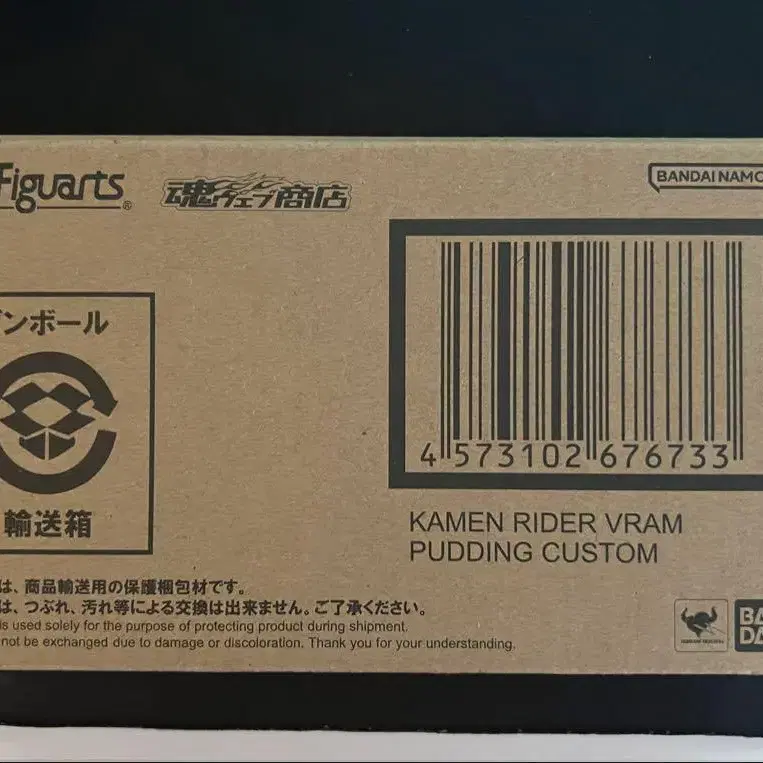 Figuarts®
魂ウェブ商店
BANDAI NAMCO
ンボール
輸送箱
4 573102 676733
KAMEN RIDER VRAM
PUDDING CUSTOM
は、商品輸送用の保護梱包材です。
は、つぶれ、汚れ等による交換は出来ません。ご了承ください。
is used solely for the purpose of protecting product during shipment.
not be exchanged due to damage or discoloration. Thank you for your understanding.
BA
DA